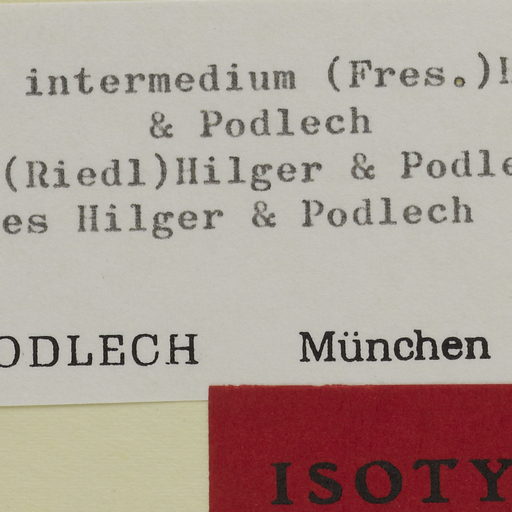 intermedium (Fres.)H
& Podlech
(Riedl)Hilger & Podle
es Hilger & Podlech
ODLECH München
ISOTY